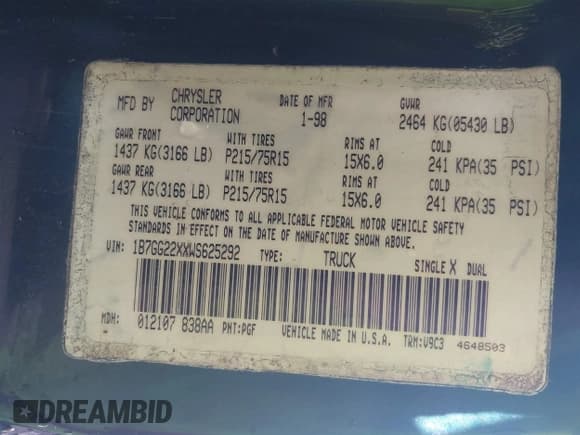 MFD BY CHRYSLER CORPORATION DATE OF MFR 1-98 GVWR 2464 KG(05430 LB)
GAWR FRONT WITH TIRES RIMS AT COLD
1437 KG(3166 LB) P215/75R15 15X6.0 241 KPA(35 PSI)
GAWR REAR WITH TIRES RIMS AT COLD
1437 KG(3166 LB) P215/75R15 15X6.0 241 KPA(35 PSI)
THIS VEHICLE CONFORMS TO ALL APPLICABLE FEDERAL MOTOR VEHICLE SAFETY
STANDARDS IN EFFECT ON THE DATE OF MANUFACTURE SHOWN ABOVE.
VIN: 1B7GG22XXWS625292 TYPE: TRUCK SINGLE X DUAL
MDH: 012107 838AA PNT:PGF VEHICLE MADE IN U.S.A. TRM:V9C3 4648503
DREAMBID